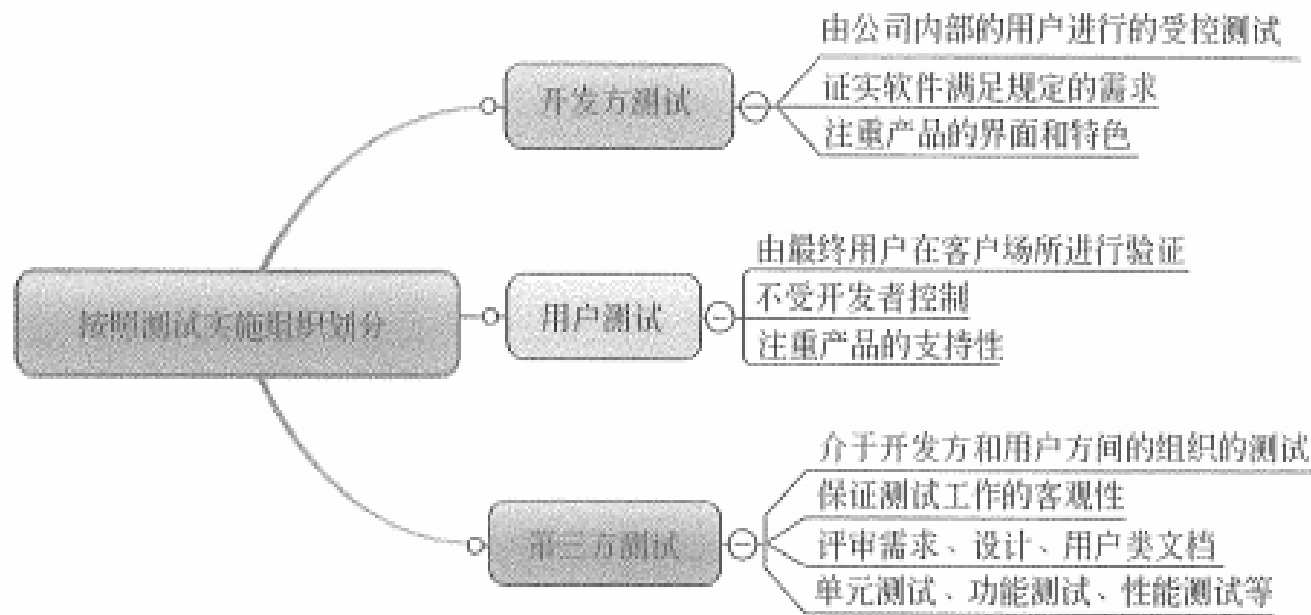 按照测试实施组织划分
开发方测试
由公司内部的用户进行的受控测试
证实软件满足规定的需求
注重产品的界面和特色
用户测试
由最终用户在客户场所进行验证
不受开发者控制
注重产品的支持性
第三方测试
介于开发方和用户方间的组织的测试
保证测试工作的客观性
评审需求、设计、用户类文档
单元测试、功能测试、性能测试等